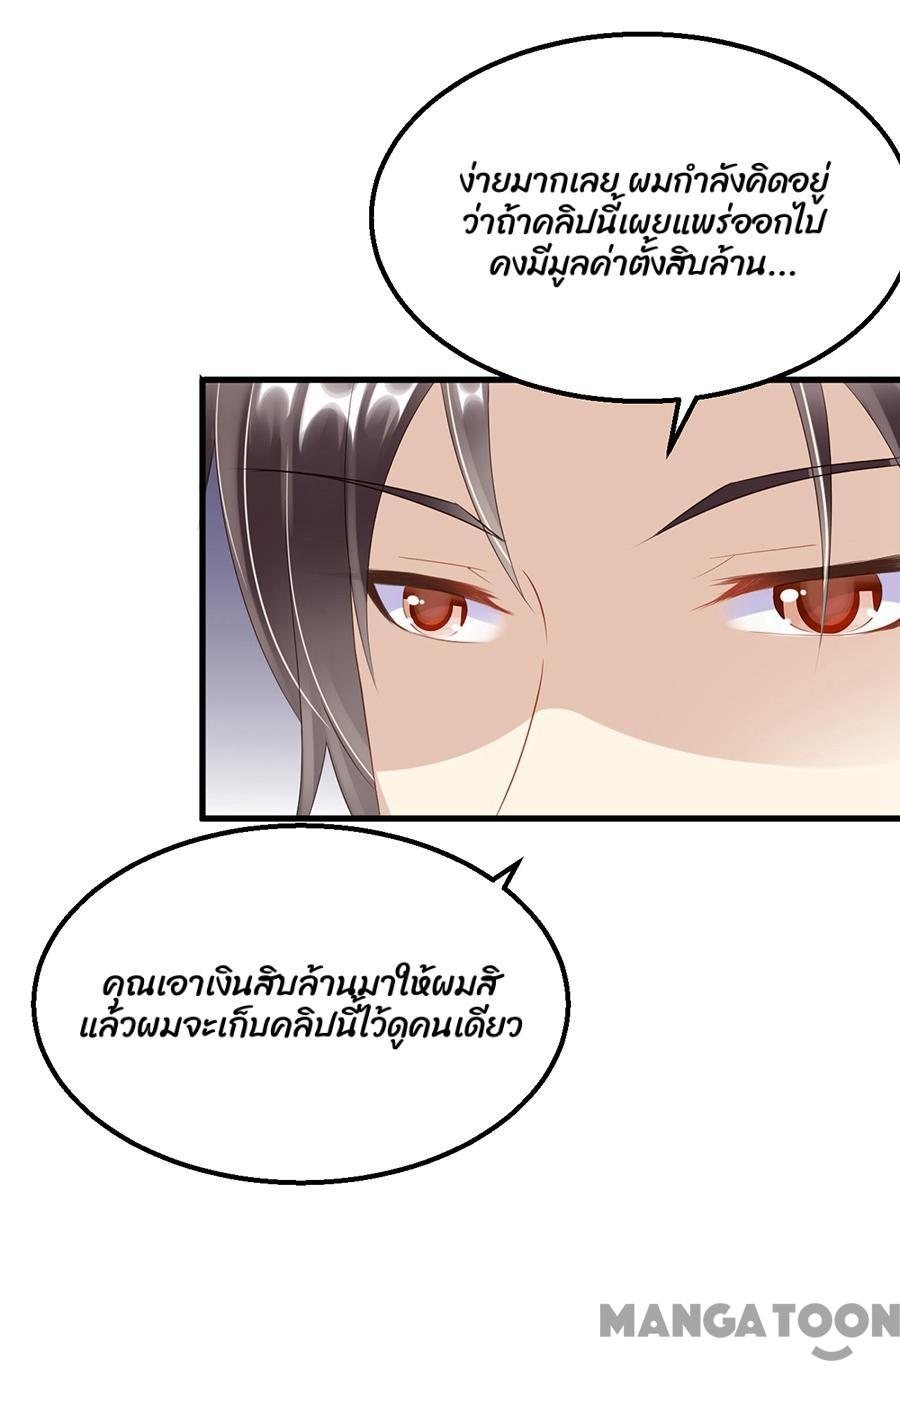 ง่ายมากเลย ผมกำลังคิดอยู่
ว่าถ้าคลิปนี้เผยแพร่ออกไป
คงมีมูลค่าตั้งสิบล้าน...
คุณเอาเงินสิบล้านมาให้ผมสิ
แล้วผมจะเก็บคลิปนี้ไว้ดูคนเดียว
MANGATOON